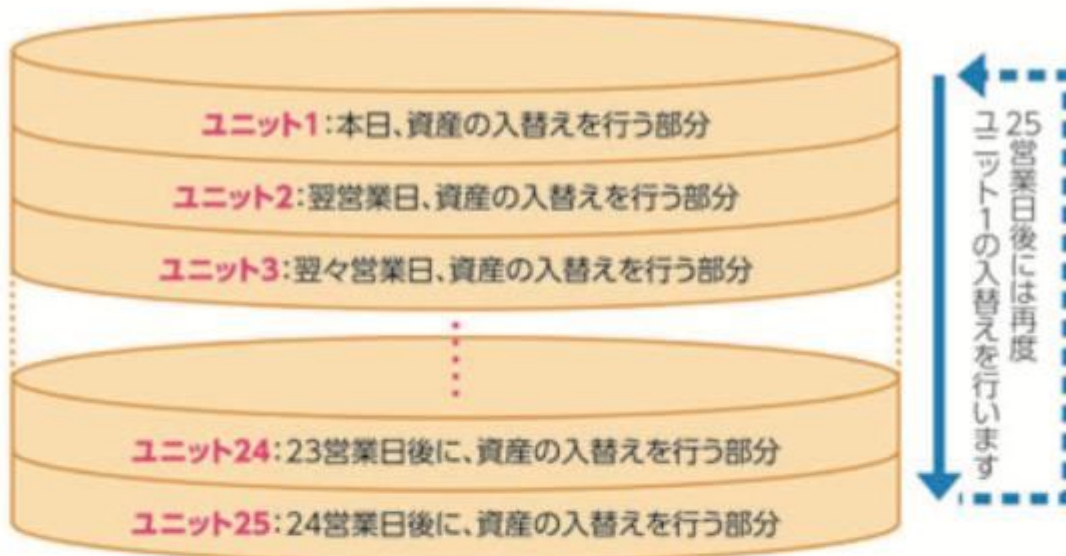 ユニット1:本日、資産の入替えを行う部分
ユニット2:翌営業日、資産の入替えを行う部分
ユニット3:翌々営業日、資産の入替えを行う部分
ユニット24:23営業日後に、資産の入替えを行う部分
ユニット25:24営業日後に、資産の入替えを行う部分
25営業日後には再度
ユニット1の入替えを行います